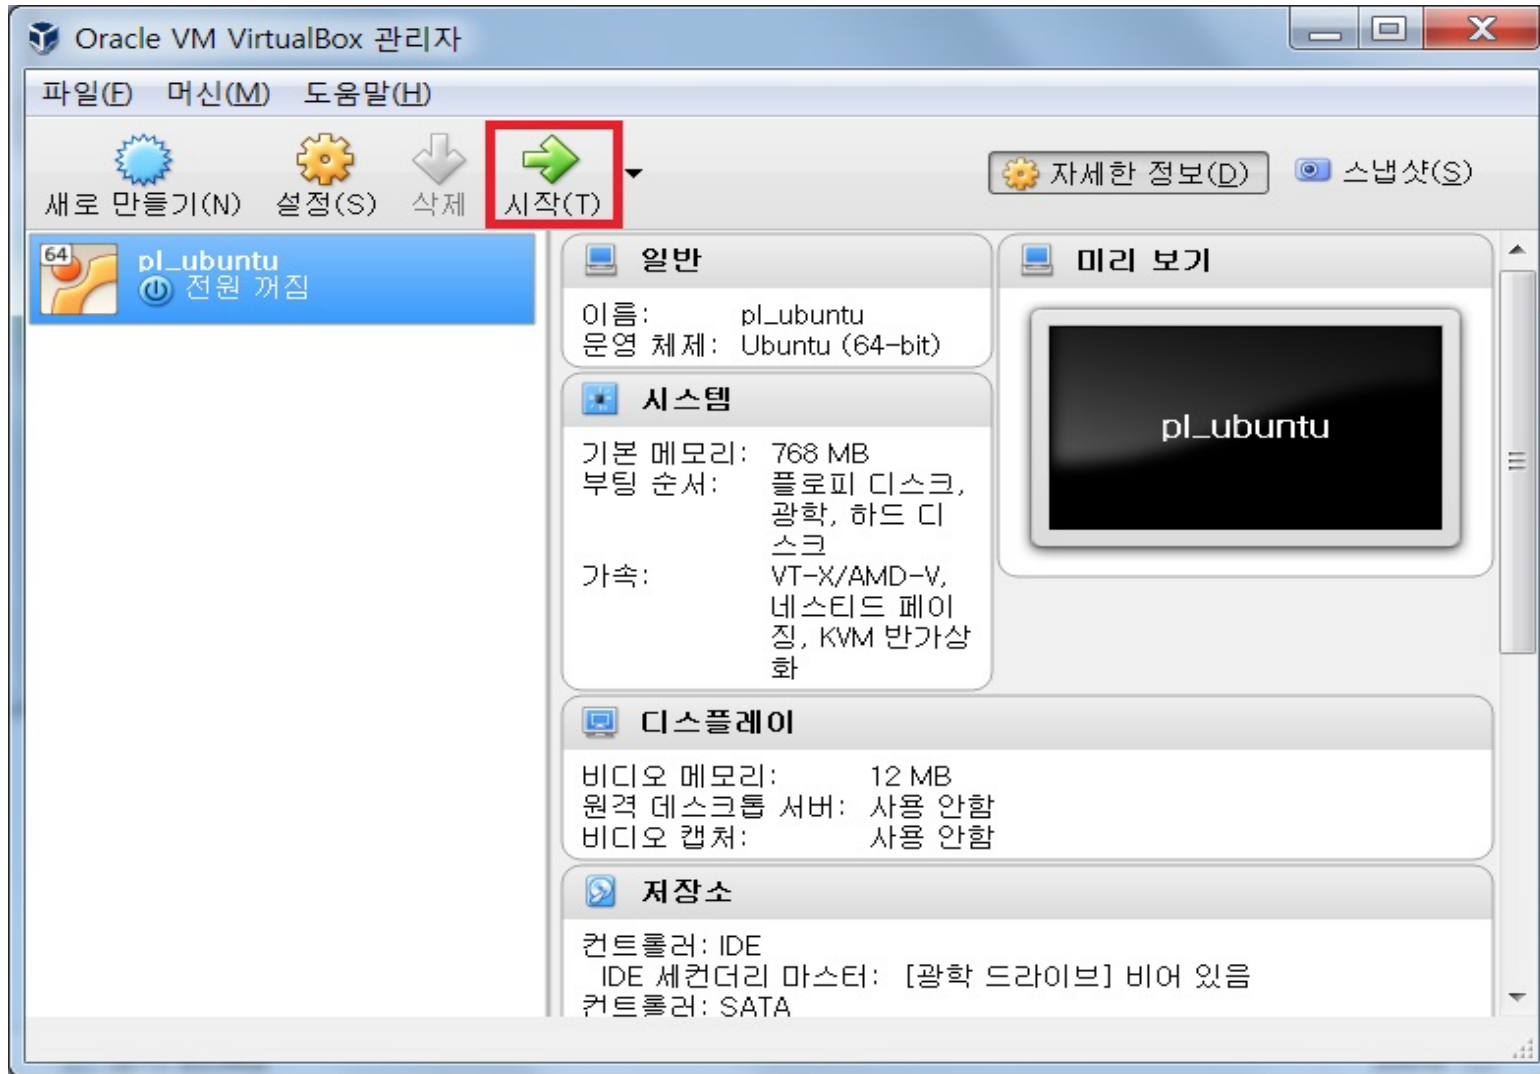 Oracle VM VirtualBox 관리자
파일(F) 머신(M) 도움말(H)
새로 만들기(N) 설정(S) 삭제 시작(T) 자세한 정보(D) 스냅샷(S)
64 pl_ubuntu
전원 꺼짐
일반
이름: pl_ubuntu
운영 체제: Ubuntu (64-bit)
미리 보기
pl_ubuntu
시스템
기본 메모리: 768 MB
부팅 순서: 플로피 디스크,
광학, 하드 디
스크
가속: VT-X/AMD-V,
네스티드 페이
징, KVM 반가상
화
디스플레이
비디오 메모리: 12 MB
원격 데스크톱 서버: 사용 안함
비디오 캡처: 사용 안함
저장소
컨트롤러: IDE
IDE 세컨더리 마스터: [광학 드라이브] 비어 있음
컨트롤러: SATA